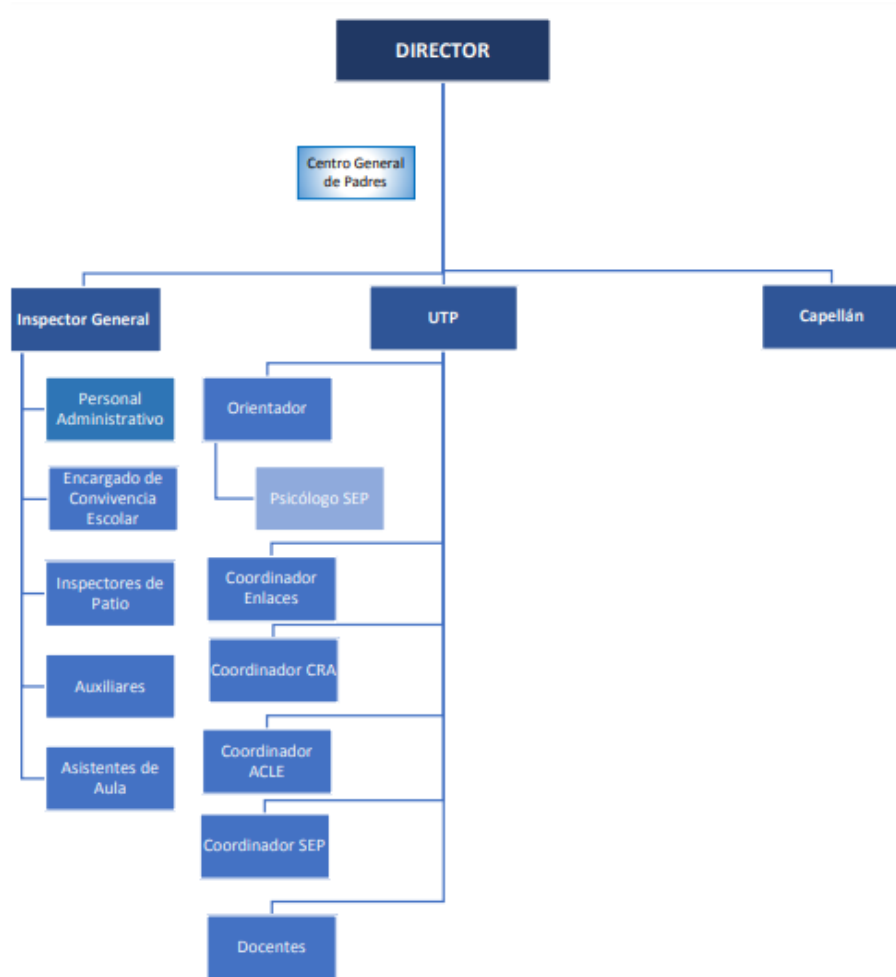 DIRECTOR
Centro General
de Padres
Inspector General
UTP
Capellán
Personal
Administrativo
Orientador
Encargado de
Convivencia
Escolar
Psicólogo SEP
Inspectores de
Patio
Coordinador
Enlaces
Coordinador CRA
Auxiliares
Coordinador
ACLE
Asistentes de
Aula
Coordinador SEP
Docentes